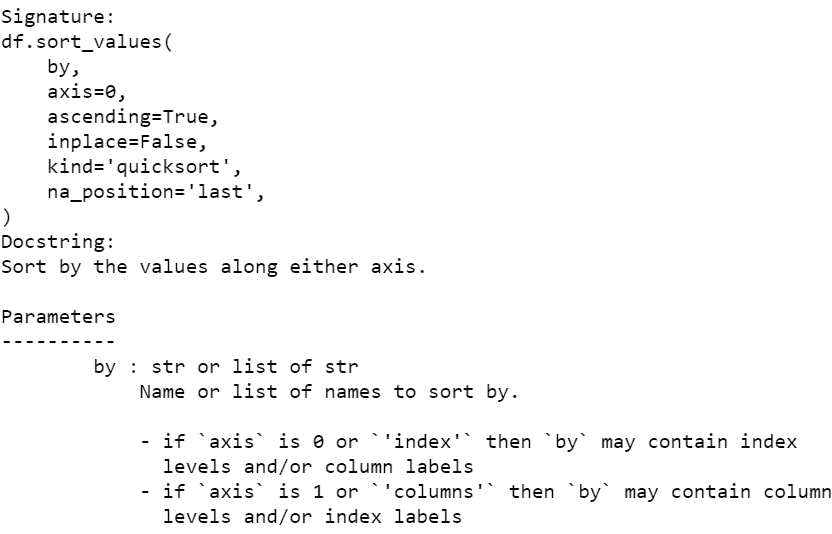 Signature:
df.sort_values(
    by,
    axis=0,
    ascending=True,
    inplace=False,
    kind='quicksort',
    na_position='last',
)
Docstring:
Sort by the values along either axis.

Parameters
----------
        by : str or list of str
            Name or list of names to sort by.

            - if `axis` is 0 or `'index'` then `by` may contain index
              levels and/or column labels
            - if `axis` is 1 or `'columns'` then `by` may contain column
              levels and/or index labels